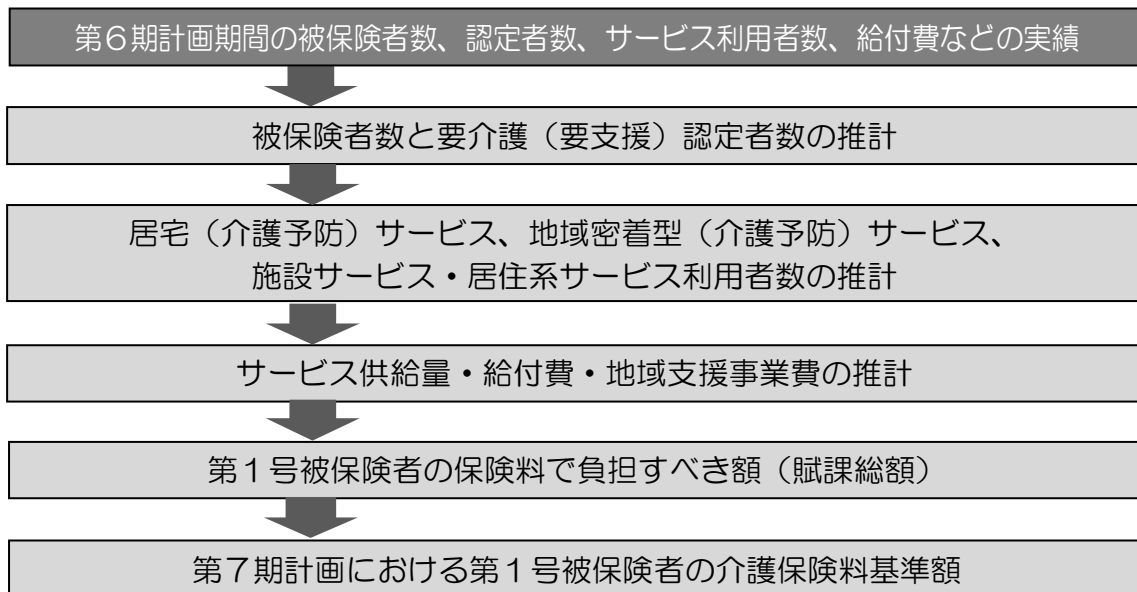 第６期計画期間の被保険者数、認定者数、サービス利用者数、給付費などの実績
被保険者数と要介護（要支援）認定者数の推計
居宅（介護予防）サービス、地域密着型（介護予防）サービス、
施設サービス・居住系サービス利用者数の推計
サービス供給量・給付費・地域支援事業費の推計
第１号被保険者の保険料で負担すべき額（賦課総額）
第７期計画における第１号被保険者の介護保険料基準額